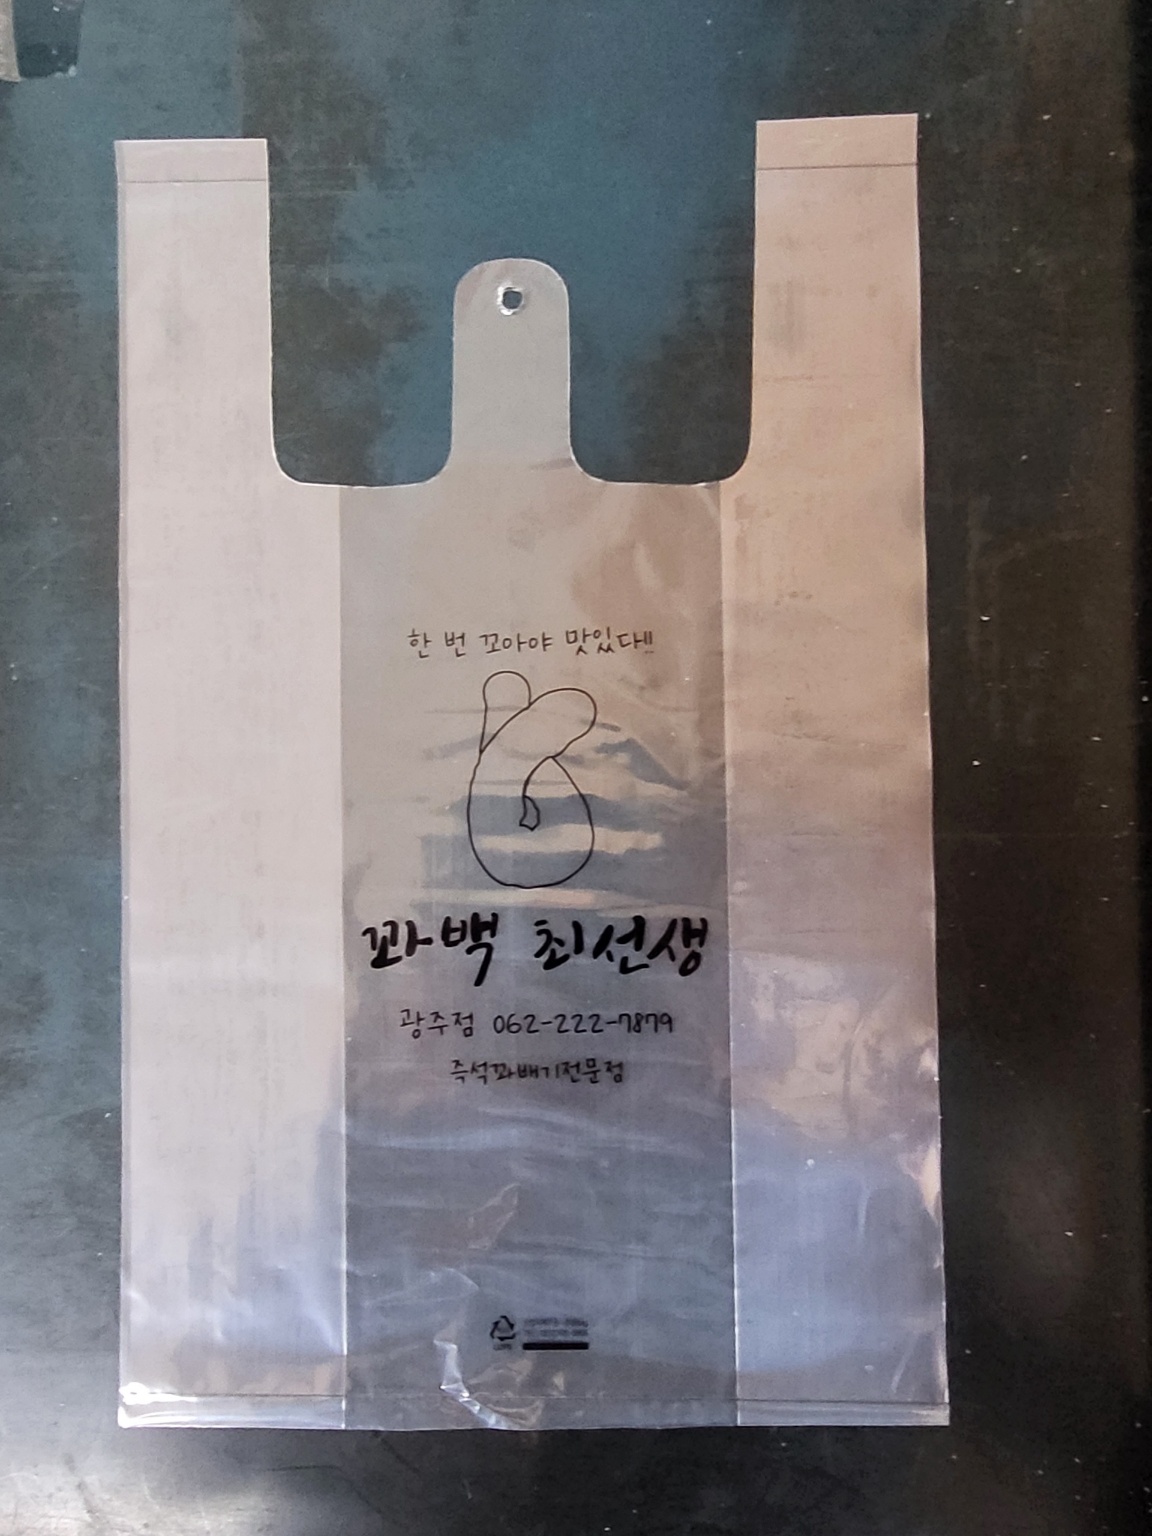 한 번 꼬아야 맛있다!!
꽈백 최선생
광주점 062-222-7879
즉석꽈배기전문점